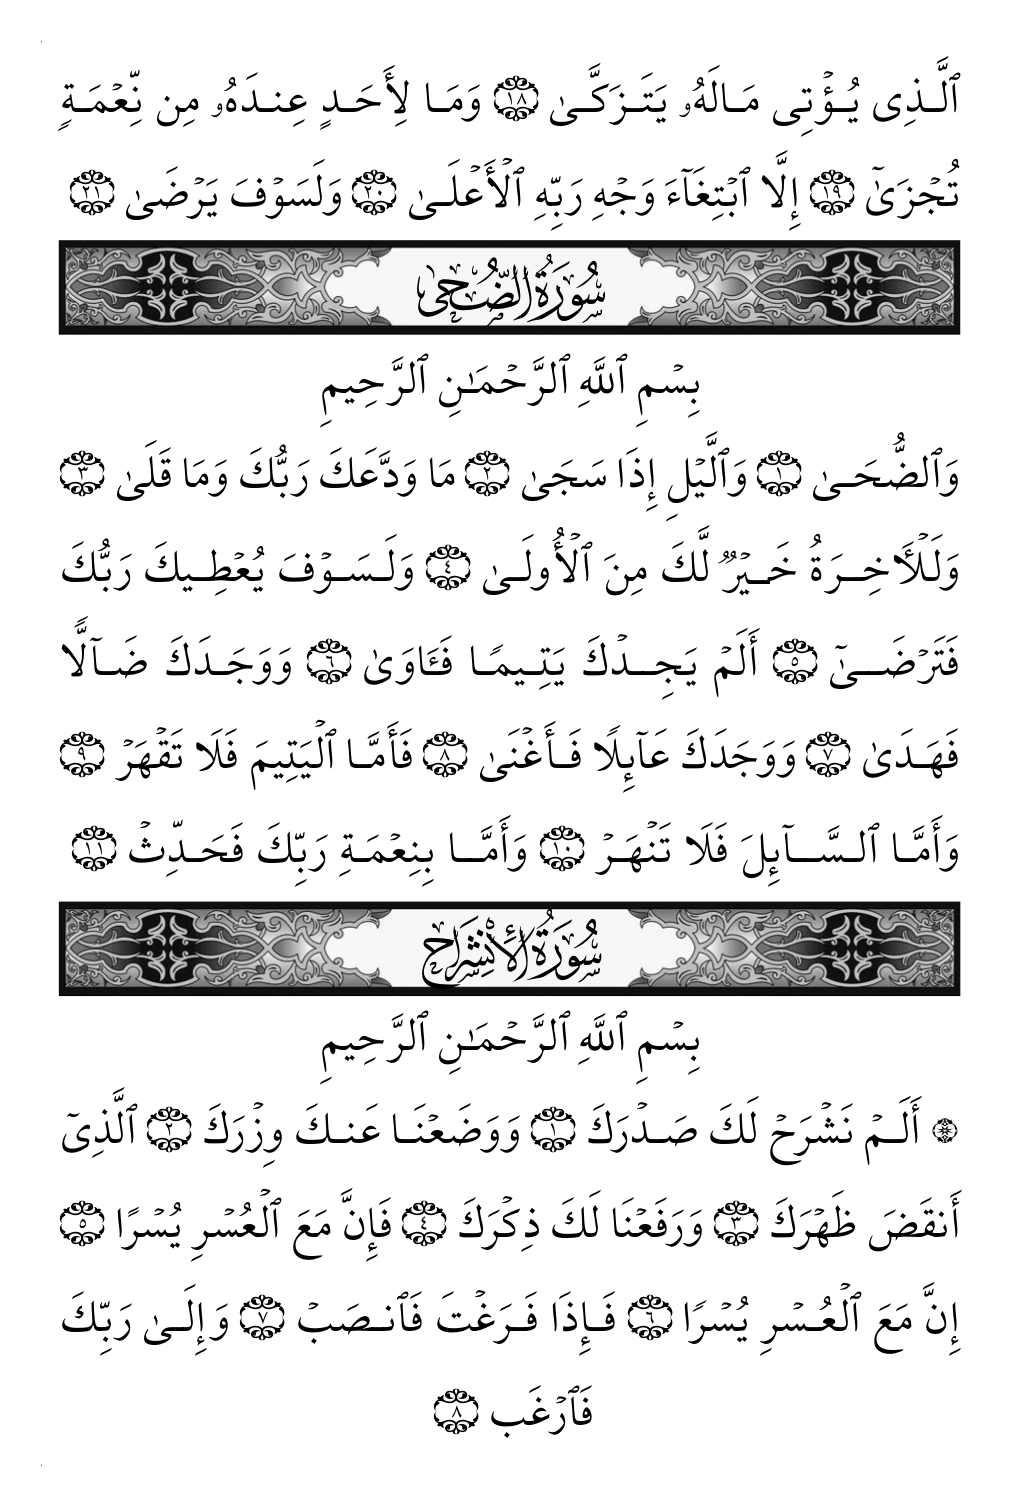 ٱلَّذِى يُؤْتِى مَالَهُۥ يَتَزَكَّىٰ ١٨ وَمَا لِأَحَدٍ عِندَهُۥ مِن نِّعْمَةٍ
تُجْزَىٰٓ ١٩ إِلَّا ٱبْتِغَآءَ وَجْهِ رَبِّهِ ٱلْأَعْلَىٰ ٢٠ وَلَسَوْفَ يَرْضَىٰ ٢١
سُورَةُ الضُّحَىٰ
بِسْمِ ٱللَّهِ ٱلرَّحْمَـٰنِ ٱلرَّحِيمِ
وَٱلضُّحَىٰ ١ وَٱلَّيْلِ إِذَا سَجَىٰ ٢ مَا وَدَّعَكَ رَبُّكَ وَمَا قَلَىٰ ٣
وَلَلْـَٔاخِرَةُ خَيْرٌ لَّكَ مِنَ ٱلْأُولَىٰ ٤ وَلَسَوْفَ يُعْطِيكَ رَبُّكَ
فَتَرْضَىٰٓ ٥ أَلَمْ يَجِدْكَ يَتِيمًا فَـَٔاوَىٰ ٦ وَوَجَدَكَ ضَآلًّا
فَهَدَىٰ ٧ وَوَجَدَكَ عَآئِلًا فَأَغْنَىٰ ٨ فَأَمَّا ٱلْيَتِيمَ فَلَا تَقْهَرْ ٩
وَأَمَّا ٱلسَّآئِلَ فَلَا تَنْهَرْ ١٠ وَأَمَّا بِنِعْمَةِ رَبِّكَ فَحَدِّثْ ١١
سُورَةُ الْإِنْشِرَاحِ
بِسْمِ ٱللَّهِ ٱلرَّحْمَـٰنِ ٱلرَّحِيمِ
۞ أَلَمْ نَشْرَحْ لَكَ صَدْرَكَ ١ وَوَضَعْنَا عَنكَ وِزْرَكَ ٢ ٱلَّذِىٓ
أَنقَضَ ظَهْرَكَ ٣ وَرَفَعْنَا لَكَ ذِكْرَكَ ٤ فَإِنَّ مَعَ ٱلْعُسْرِ يُسْرًا ٥
إِنَّ مَعَ ٱلْعُسْرِ يُسْرًا ٦ فَإِذَا فَرَغْتَ فَٱنصَبْ ٧ وَإِلَىٰ رَبِّكَ
فَٱرْغَب ٨